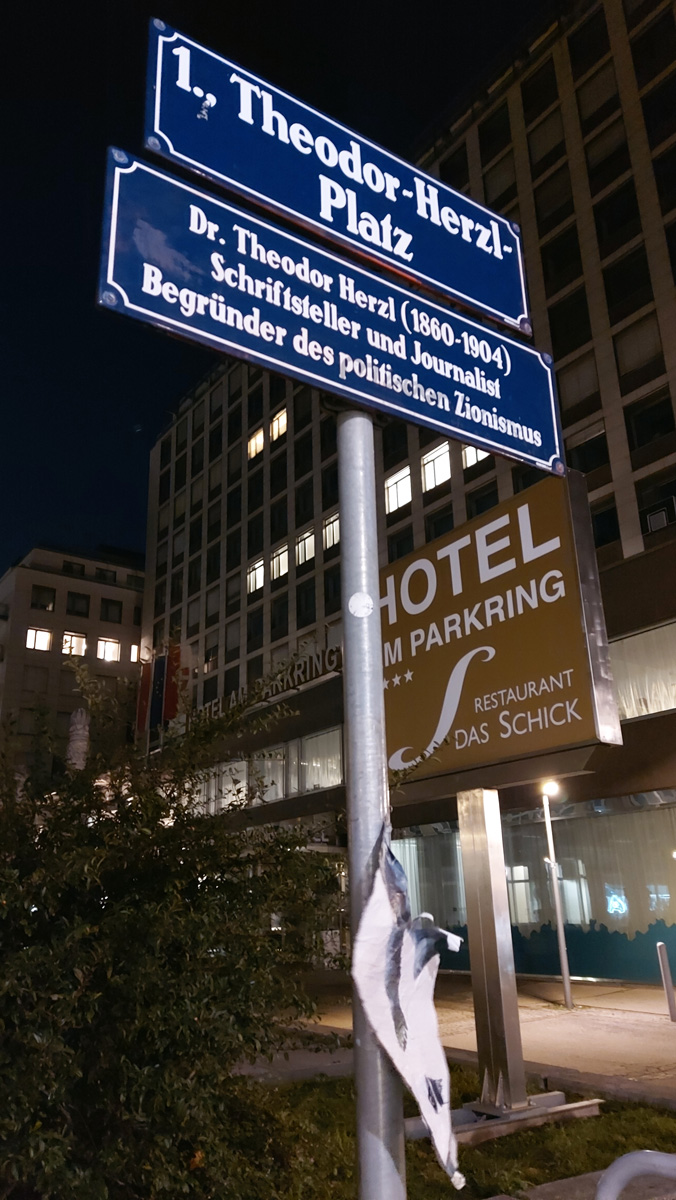 1., Theodor-Herzl-
Platz
Dr. Theodor Herzl (1860-1904)
Schriftsteller und Journalist
Begründer des politischen Zionismus
HOTEL
AM PARKRING
RESTAURANT
DAS SCHICK
HOTEL AM PARKRING